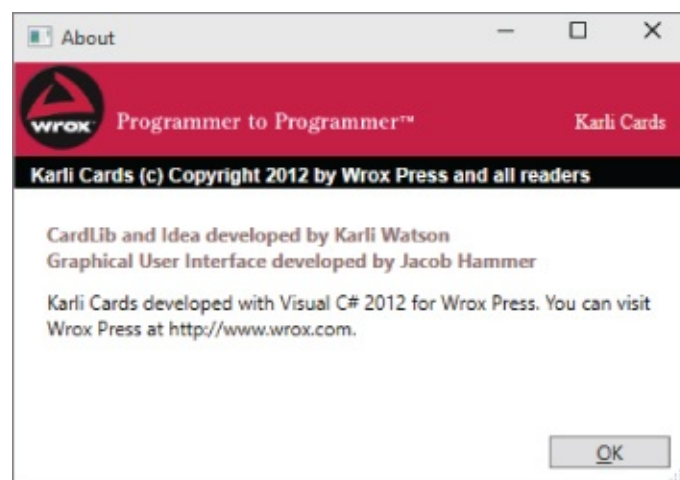 About
wrox
Programmer to Programmer™
Karli Cards
Karli Cards (c) Copyright 2012 by Wrox Press and all readers
CardLib and Idea developed by Karli Watson
Graphical User Interface developed by Jacob Hammer
Karli Cards developed with Visual C# 2012 for Wrox Press. You can visit
Wrox Press at http://www.wrox.com.
OK